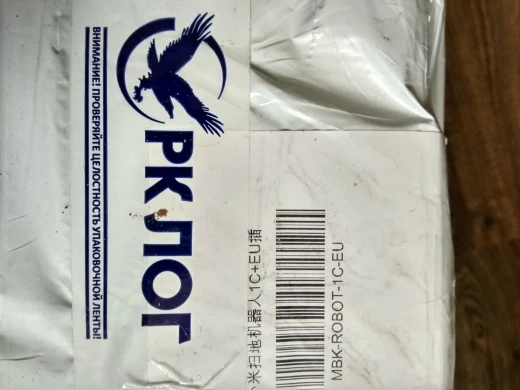 РК ЛОГ
ВНИМАНИЕ! ПРОВЕРЯЙТЕ ЦЕЛОСТНОСТЬ УПАКОВОЧНОЙ ЛЕНТЫ!
米扫地机器人1C+EU插
MBK-ROBOT-1C-EU